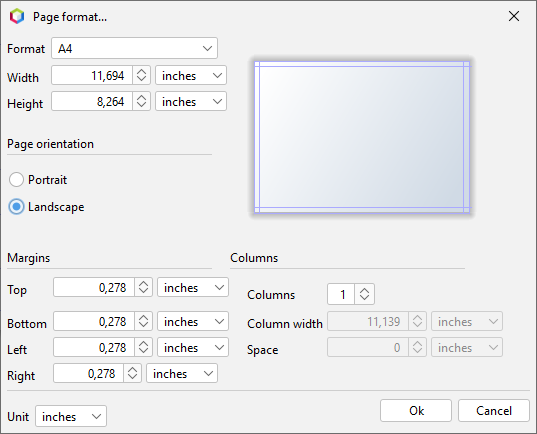 Page format...
Format A4
Width 11,694 inches
Height 8,264 inches
Page orientation
Portrait
Landscape
Margins Columns
Top 0,278 inches Columns 1
Bottom 0,278 inches Column width 11,139 inches
Left 0,278 inches Space 0 inches
Right 0,278 inches
Unit inches Ok Cancel